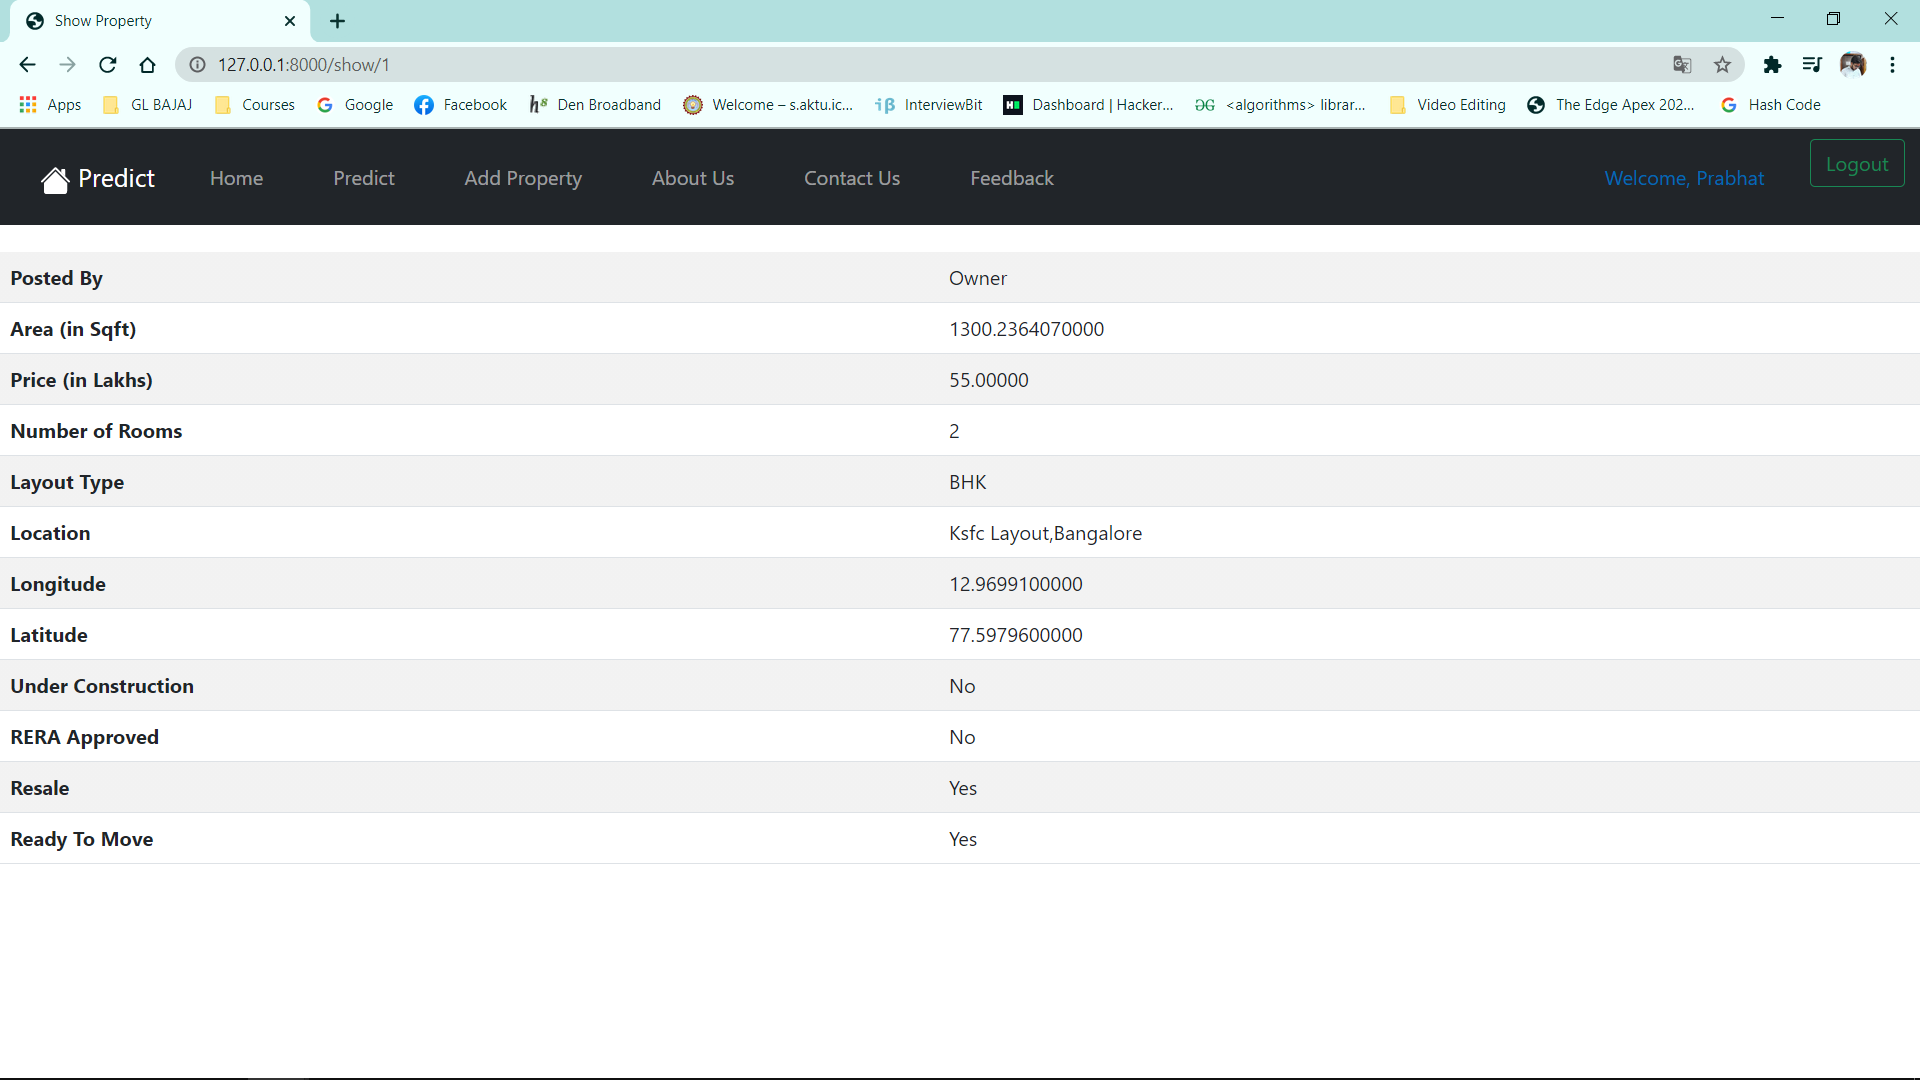 Show Property
127.0.0.1:8000/show/1
Apps GL BAJAJ Courses Google Facebook Den Broadband Welcome – s.aktu.ic... InterviewBit Dashboard | Hacker... <algorithms> librar... Video Editing The Edge Apex 202... Hash Code
Predict Home Predict Add Property About Us Contact Us Feedback Welcome, Prabhat Logout
Posted By Owner
Area (in Sqft) 1300.2364070000
Price (in Lakhs) 55.00000
Number of Rooms 2
Layout Type BHK
Location Ksfc Layout,Bangalore
Longitude 12.9699100000
Latitude 77.5979600000
Under Construction No
RERA Approved No
Resale Yes
Ready To Move Yes